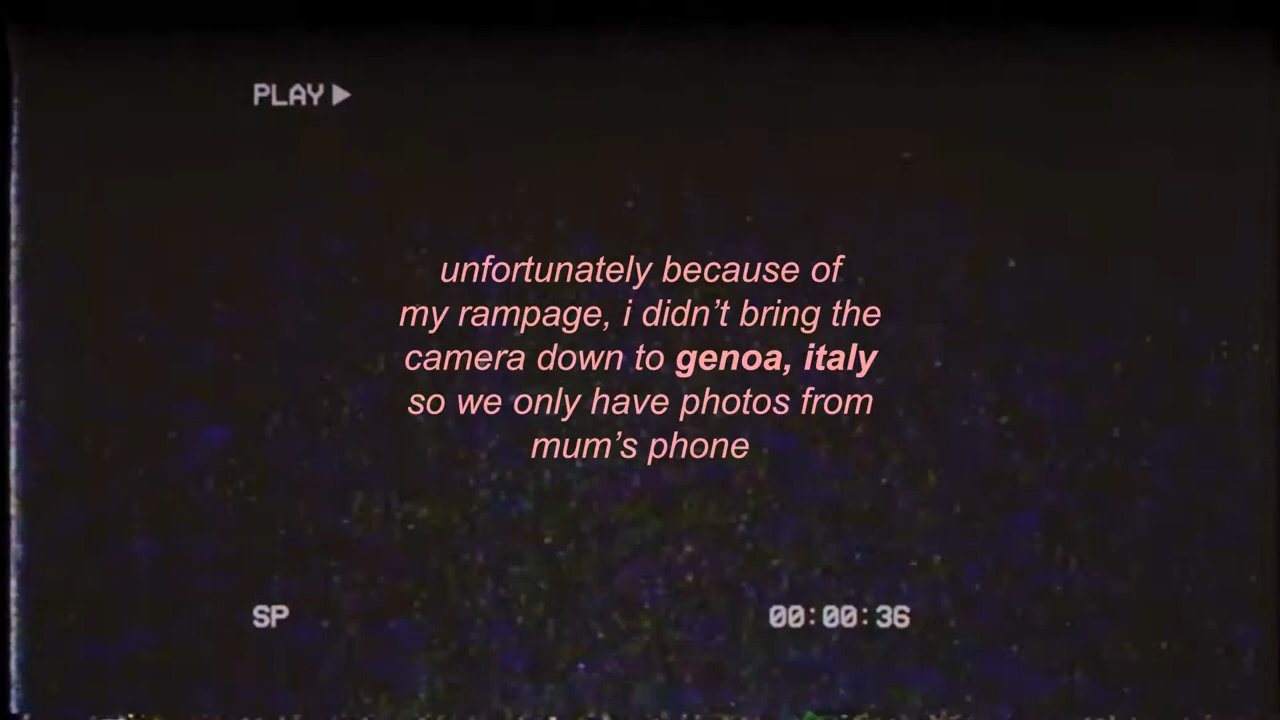 PLAY ▶
unfortunately because of
my rampage, i didn’t bring the
camera down to genoa, italy
so we only have photos from
mum’s phone
SP
00:00:36